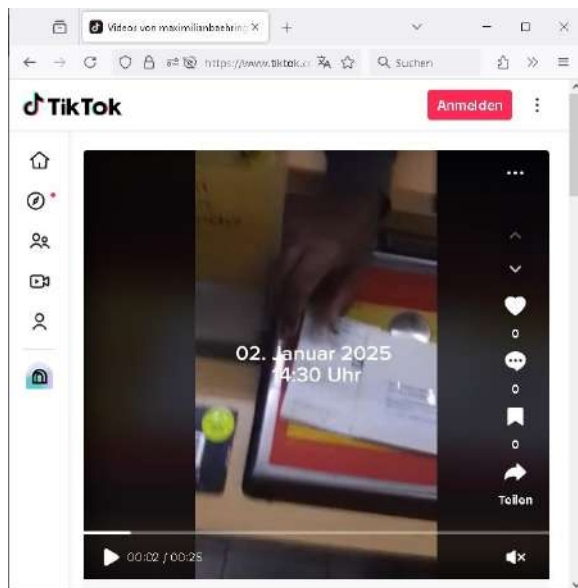 Videos von maximilianbaehring
https://www.tiktok.c
Suchen
TikTok
Anmelden
02. Januar 2025
14:30 Uhr
0
0
0
Teilen
00:02 / 00:28